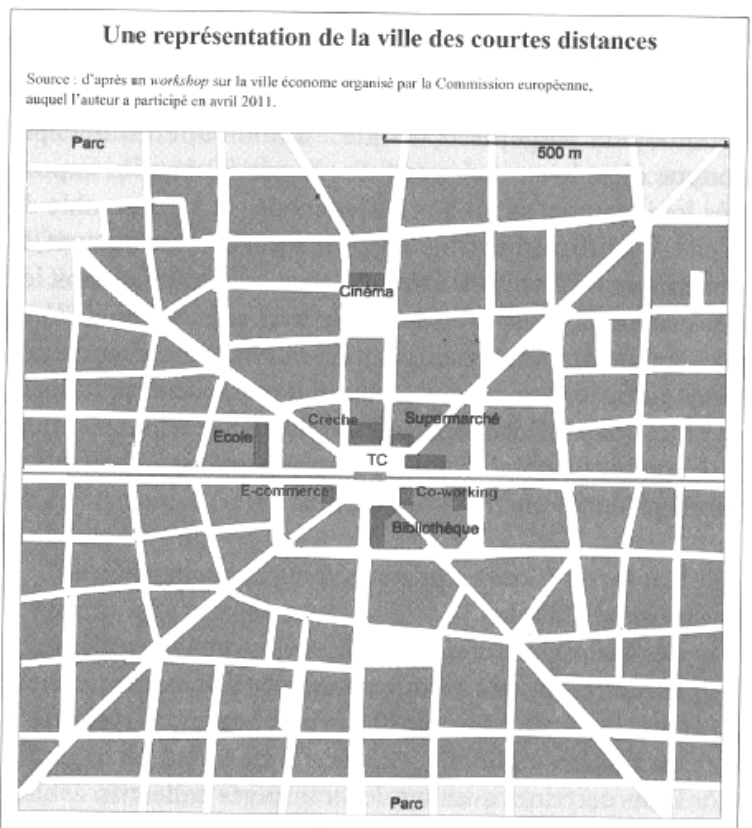 Une représentation de la ville des courtes distances
Source : d'après un workshop sur la ville économe organisé par la Commission européenne,
auquel l'auteur a participé en avril 2011.
Parc
500 m
Cinéma
Crèche
Supermarché
Ecole
TC
E-commerce
Co-working
Bibliothèque
Parc